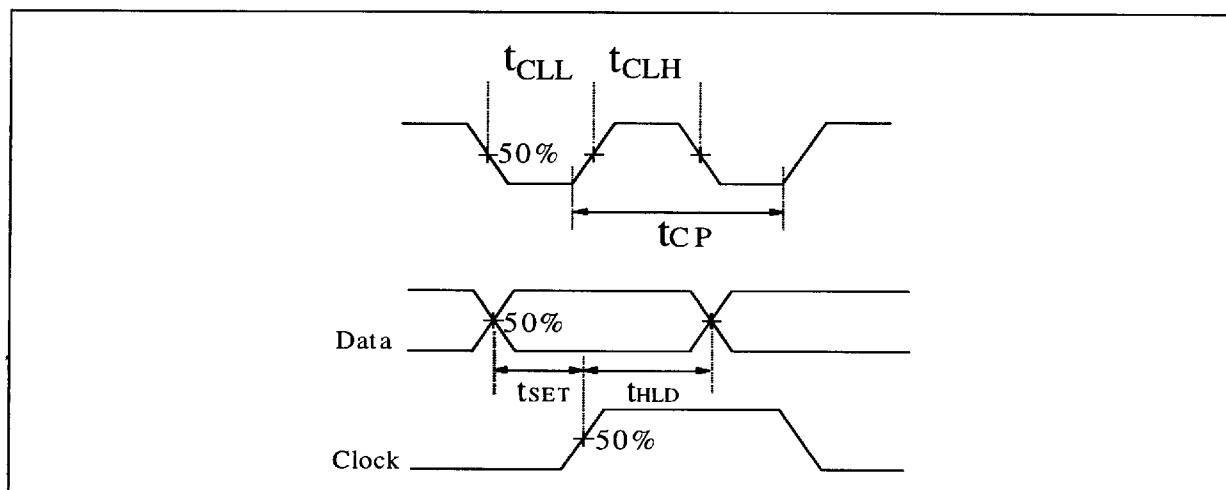 tCLL tCLH
50%
tCP
50%
Data
tSET tHLD
50%
Clock